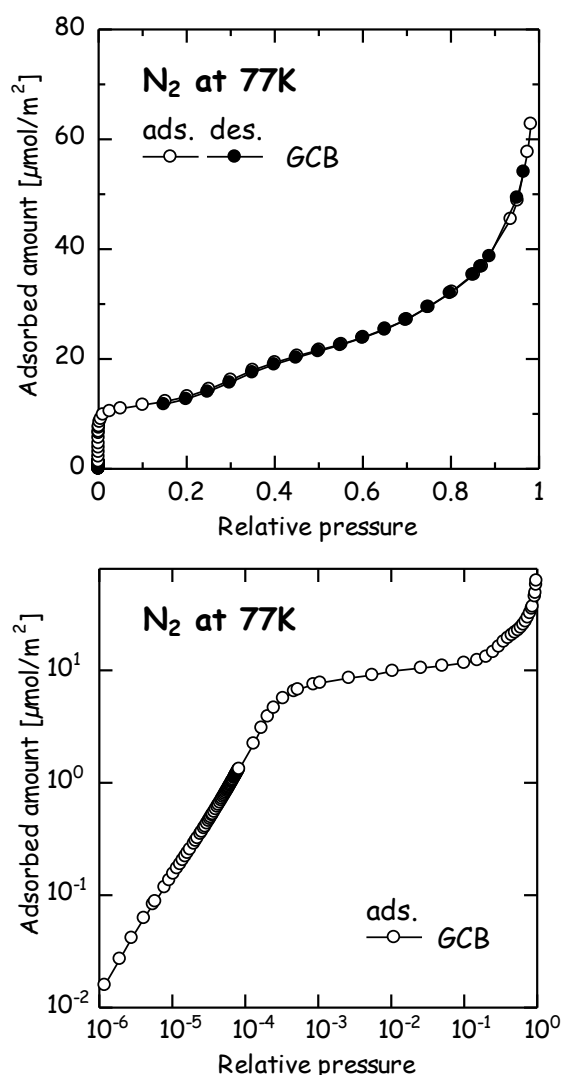 80
N₂ at 77K
ads. des.
GCB
60
40
20
0
Adsorbed amount [μmol/m²]
0 0.2 0.4 0.6 0.8 1
Relative pressure
N₂ at 77K
10¹
10⁰
10⁻¹
10⁻²
Adsorbed amount [μmol/m²]
ads.
GCB
10⁻⁶ 10⁻⁵ 10⁻⁴ 10⁻³ 10⁻² 10⁻¹ 10⁰
Relative pressure